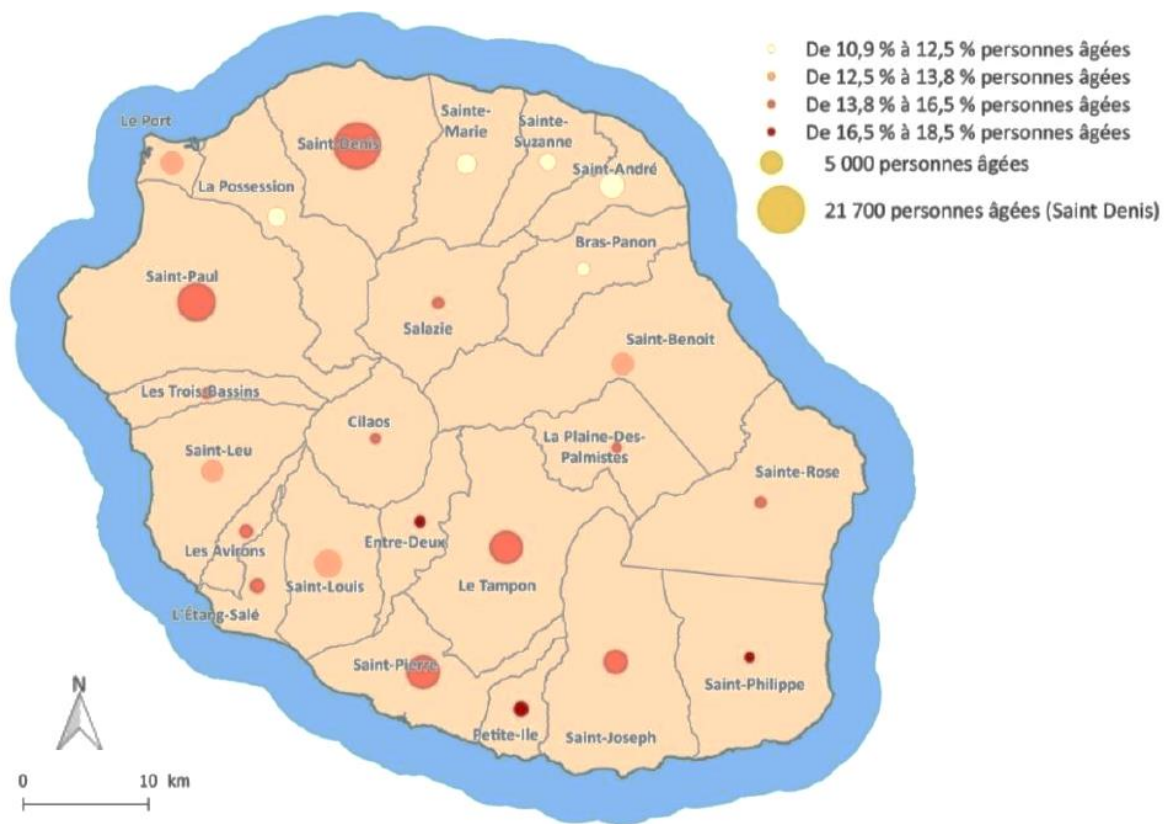 De 10,9 % à 12,5 % personnes âgées
De 12,5 % à 13,8 % personnes âgées
De 13,8 % à 16,5 % personnes âgées
De 16,5 % à 18,5 % personnes âgées
5 000 personnes âgées
21 700 personnes âgées (Saint Denis)
Le Port
Saint-Denis
Sainte-
Marie
Sainte-
Suzanne
Saint-André
La Possession
Bras-Panon
Saint-Paul
Salazie
Saint-Benoit
Les Trois-Bassins
Cilaos
La Plaine-Des-
Palmistes
Saint-Leu
Sainte-Rose
Les Avirons
Entre-Deux
Saint-Louis
Le Tampon
L'Étang-Salé
Saint-Pierre
Saint-Philippe
Petite-Ile
Saint-Joseph
N
0 10 km